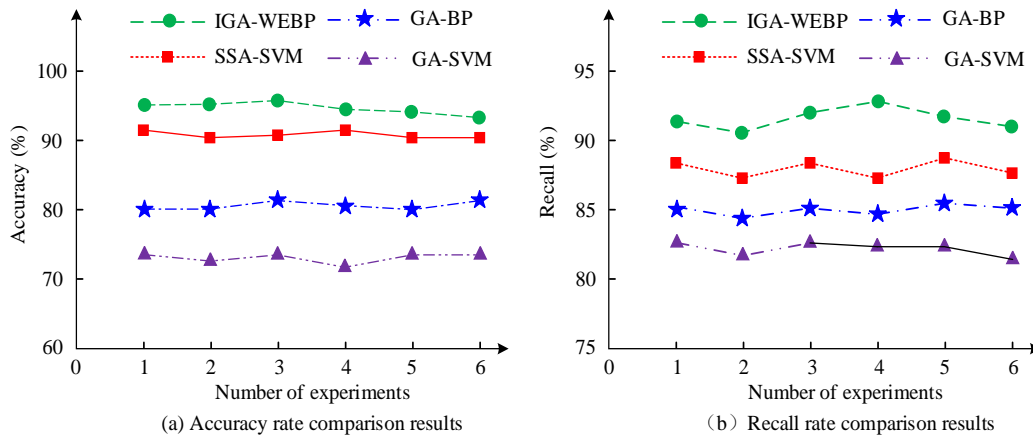 IGA-WEBP GA-BP
SSA-SVM GA-SVM
100
90
80
70
60
Accuracy (%)
0 1 2 3 4 5 6
Number of experiments
(a) Accuracy rate comparison results
IGA-WEBP GA-BP
SSA-SVM GA-SVM
95
90
85
80
75
Recall (%)
0 1 2 3 4 5 6
Number of experiments
（b）Recall rate comparison results